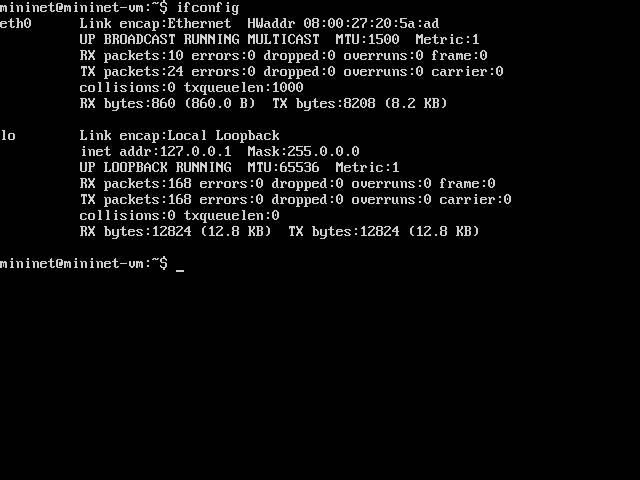 mininet@mininet-vm:~$ ifconfig
eth0      Link encap:Ethernet  HWaddr 08:00:27:20:5a:ad
          UP BROADCAST RUNNING MULTICAST  MTU:1500  Metric:1
          RX packets:10 errors:0 dropped:0 overruns:0 frame:0
          TX packets:24 errors:0 dropped:0 overruns:0 carrier:0
          collisions:0 txqueuelen:1000
          RX bytes:860 (860.0 B)  TX bytes:8208 (8.2 KB)

lo        Link encap:Local Loopback
          inet addr:127.0.0.1  Mask:255.0.0.0
          UP LOOPBACK RUNNING  MTU:65536  Metric:1
          RX packets:168 errors:0 dropped:0 overruns:0 frame:0
          TX packets:168 errors:0 dropped:0 overruns:0 carrier:0
          collisions:0 txqueuelen:0
          RX bytes:12824 (12.8 KB)  TX bytes:12824 (12.8 KB)

mininet@mininet-vm:~$ _